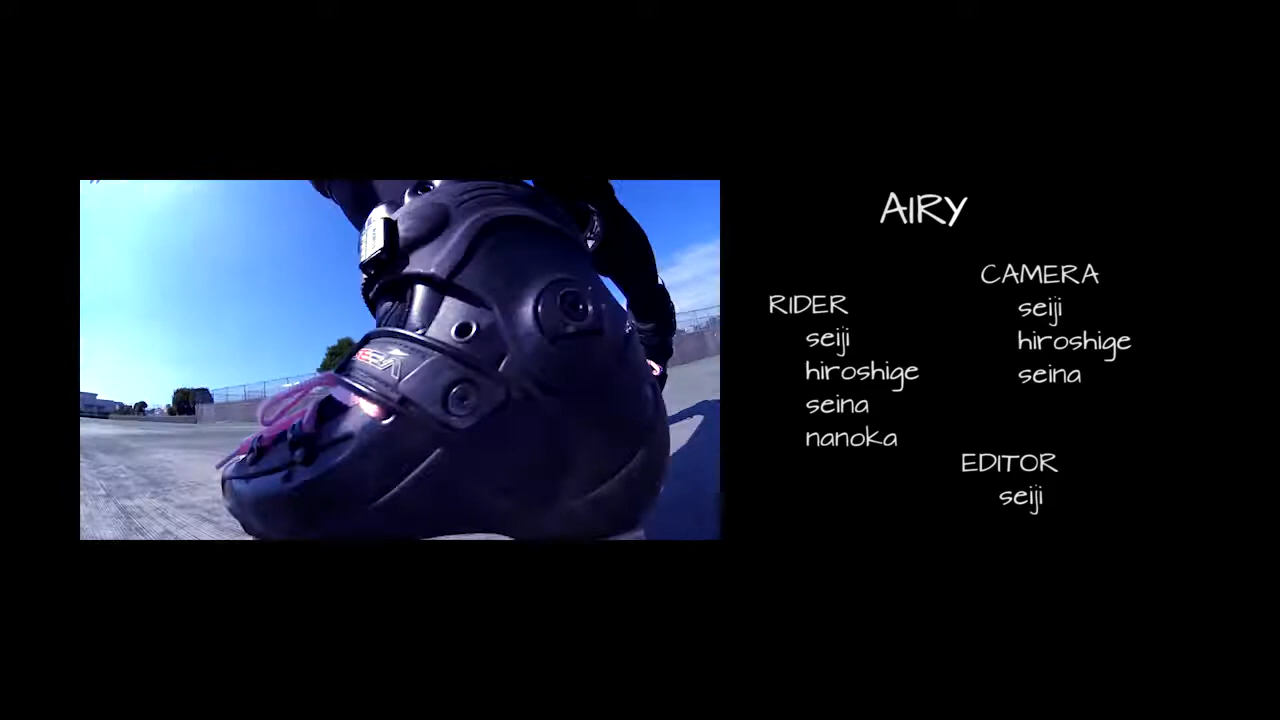 AIRY
RIDER
seiji
hiroshige
seina
nanoka
CAMERA
seiji
hiroshige
seina
EDITOR
seiji